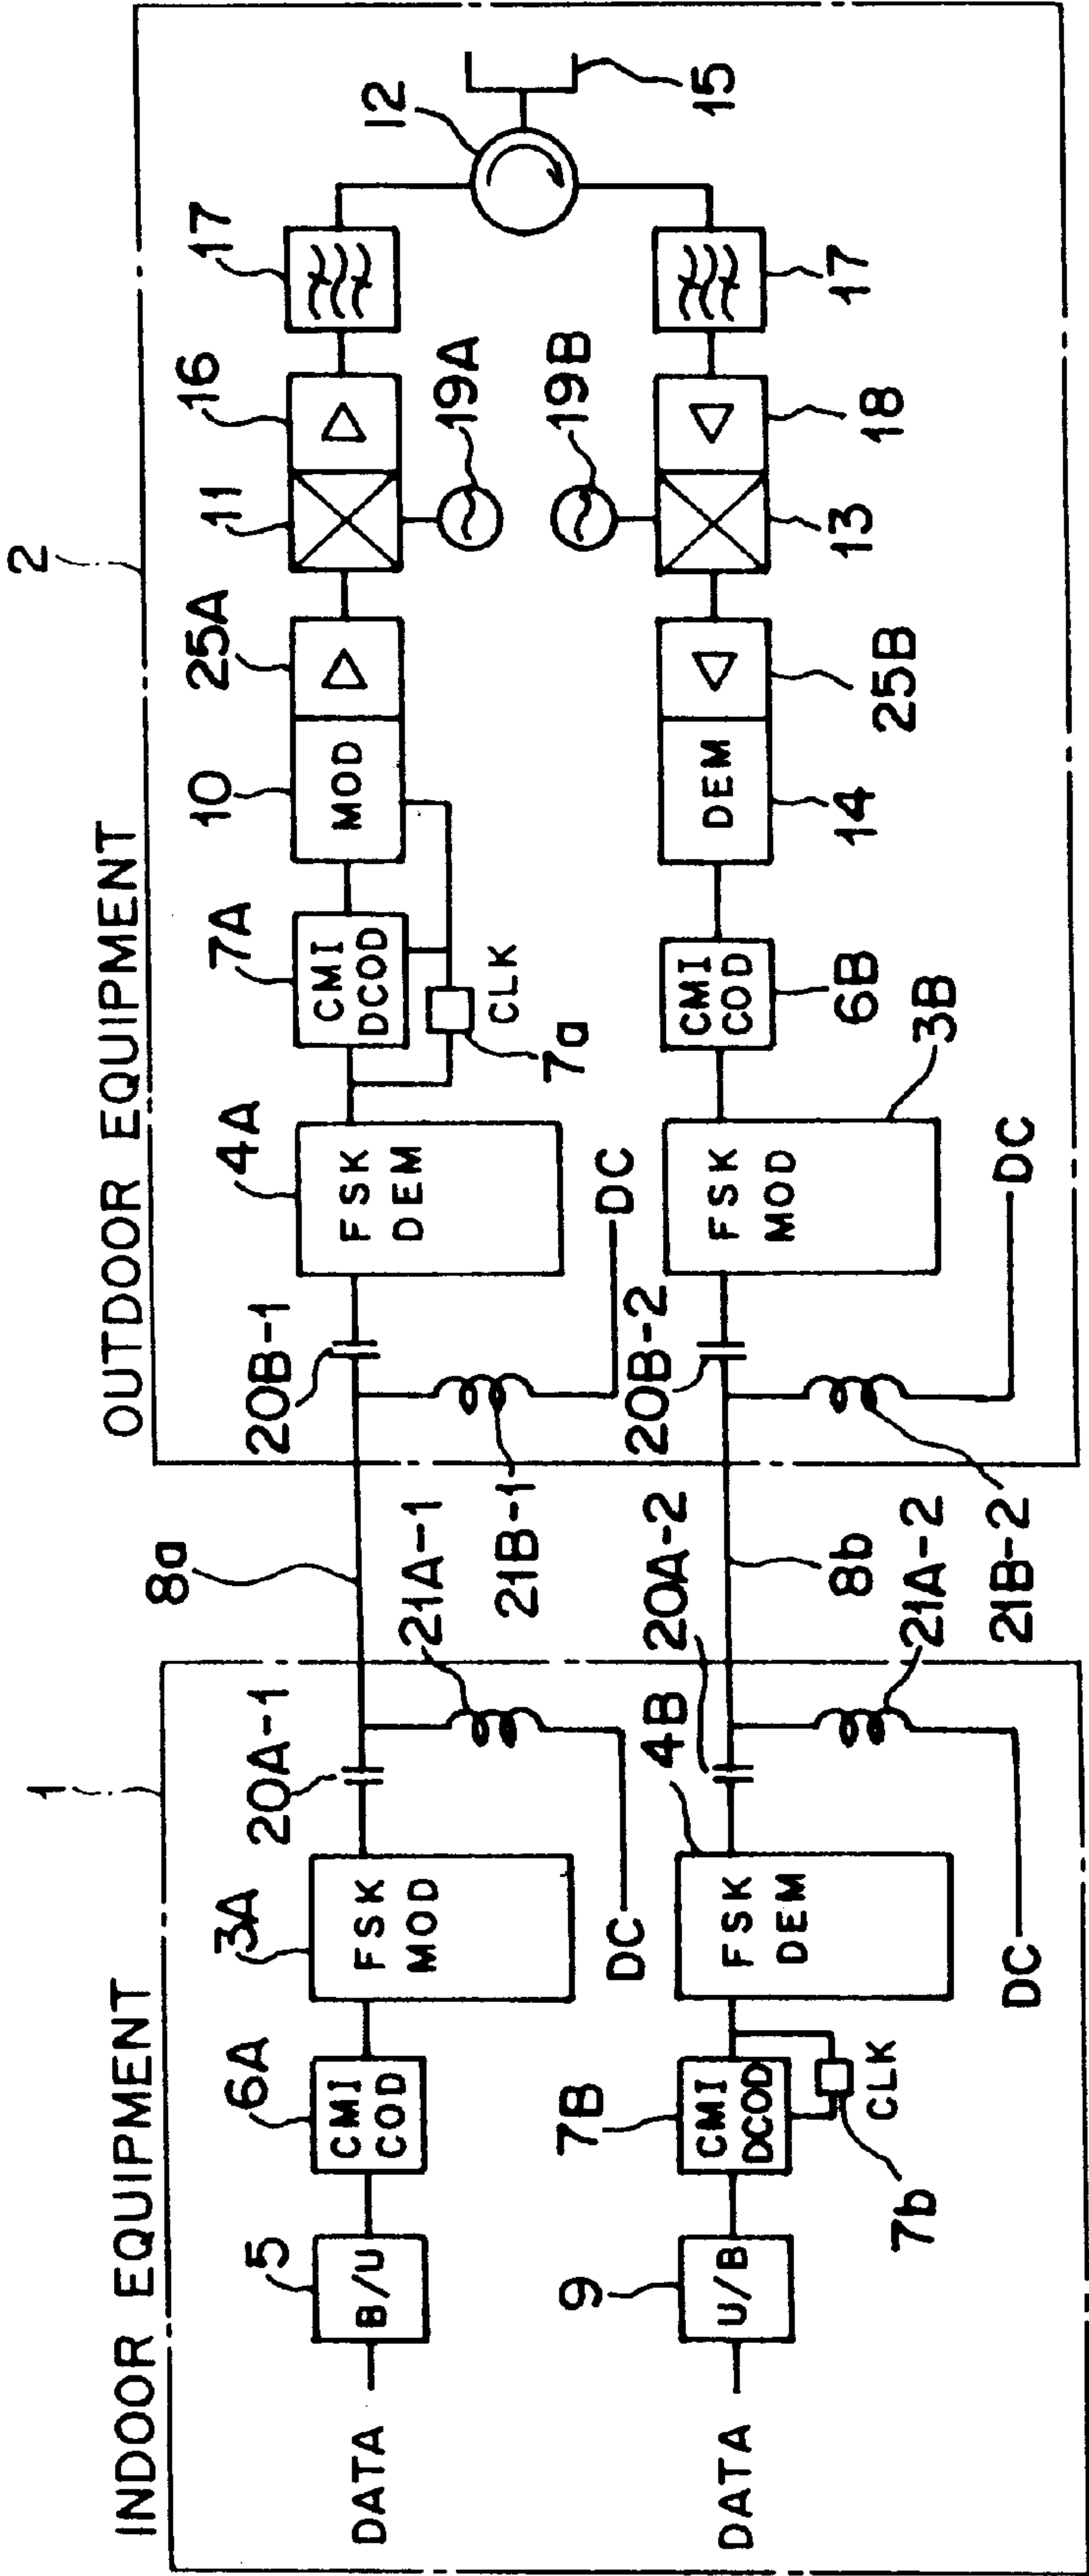 INDOOR EQUIPMENT
1
OUTDOOR EQUIPMENT
2
DATA
5
B/U
6A
CMI
COD
3A
FSK
MOD
20A-1
21A-1
DC
8a
20B-1
21B-1
DC
4A
FSK
DEM
7A
CMI
DCOD
CLK
7a
10
MOD
25A
11
16
19A
17
12
15
DATA
9
U/B
7B
CMI
DCOD
CLK
7b
FSK
DEM
4B
20A-2
21A-2
DC
8b
20B-2
21B-2
DC
FSK
MOD
3B
CMI
COD
6B
DEM
14
25B
13
18
19B
17